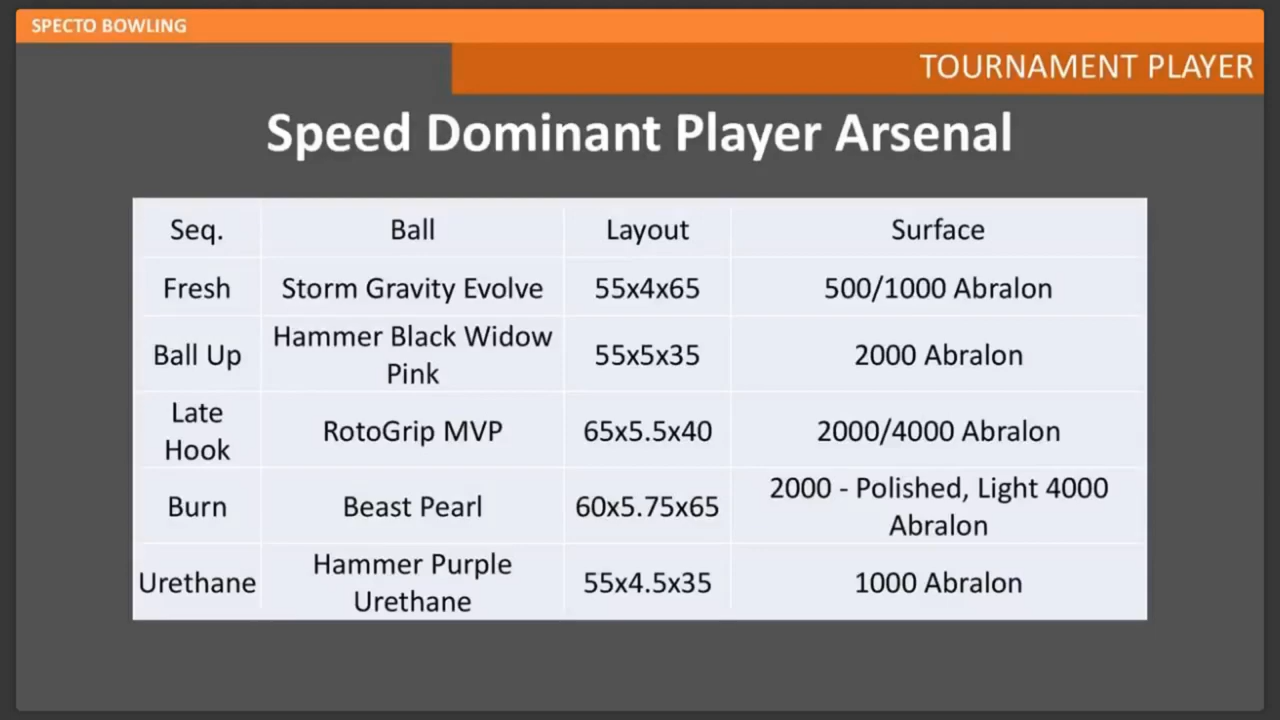 SPECTO BOWLING
TOURNAMENT PLAYER
Speed Dominant Player Arsenal
Seq. Ball Layout Surface
Fresh Storm Gravity Evolve 55x4x65 500/1000 Abralon
Ball Up Hammer Black Widow Pink 55x5x35 2000 Abralon
Late Hook RotoGrip MVP 65x5.5x40 2000/4000 Abralon
Burn Beast Pearl 60x5.75x65 2000 - Polished, Light 4000 Abralon
Urethane Hammer Purple Urethane 55x4.5x35 1000 Abralon